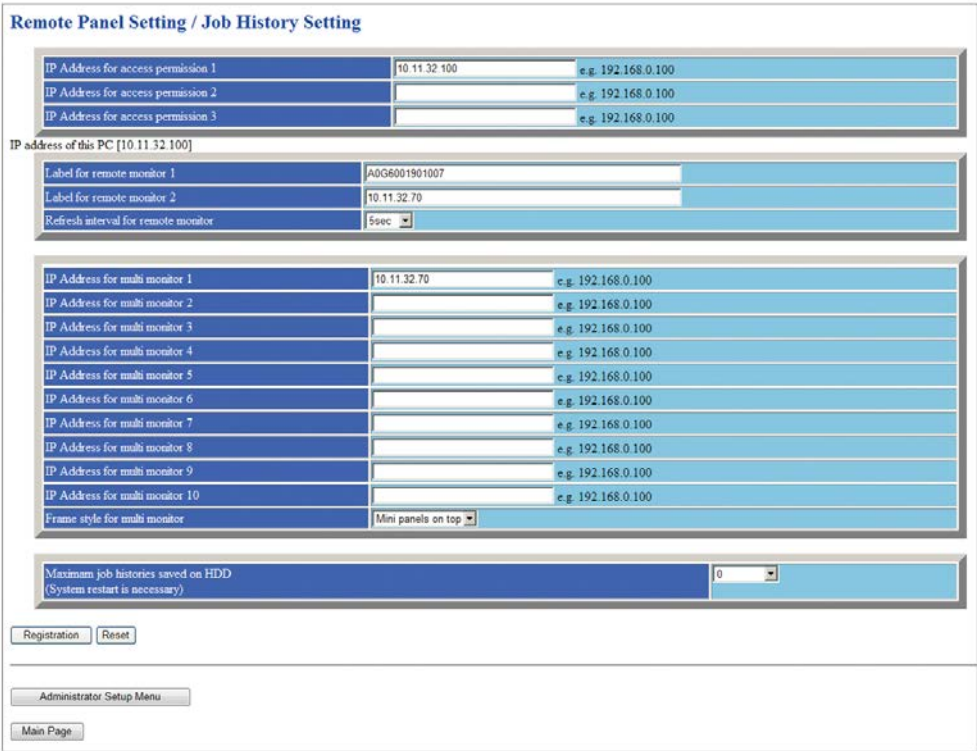 Remote Panel Setting / Job History Setting
IP Address for access permission 1 10.11.32.100 e.g. 192.168.0.100
IP Address for access permission 2 e.g. 192.168.0.100
IP Address for access permission 3 e.g. 192.168.0.100
IP address of this PC [10.11.32.100]
Label for remote monitor 1 A0G6001901007
Label for remote monitor 2 10.11.32.70
Refresh interval for remote monitor 5sec
IP Address for multi monitor 1 10.11.32.70 e.g. 192.168.0.100
IP Address for multi monitor 2 e.g. 192.168.0.100
IP Address for multi monitor 3 e.g. 192.168.0.100
IP Address for multi monitor 4 e.g. 192.168.0.100
IP Address for multi monitor 5 e.g. 192.168.0.100
IP Address for multi monitor 6 e.g. 192.168.0.100
IP Address for multi monitor 7 e.g. 192.168.0.100
IP Address for multi monitor 8 e.g. 192.168.0.100
IP Address for multi monitor 9 e.g. 192.168.0.100
IP Address for multi monitor 10 e.g. 192.168.0.100
Frame style for multi monitor Mini panels on top
Maximam job histories saved on HDD 0
(System restart is necessary)
Registration Reset
Administrator Setup Menu
Main Page